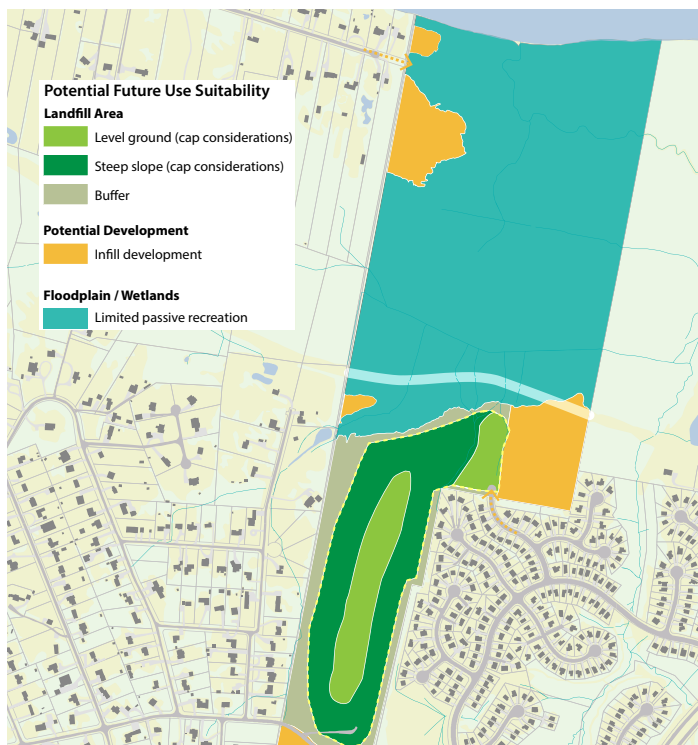 Potential Future Use Suitability
Landfill Area
Level ground (cap considerations)
Steep slope (cap considerations)
Buffer
Potential Development
Infill development
Floodplain / Wetlands
Limited passive recreation